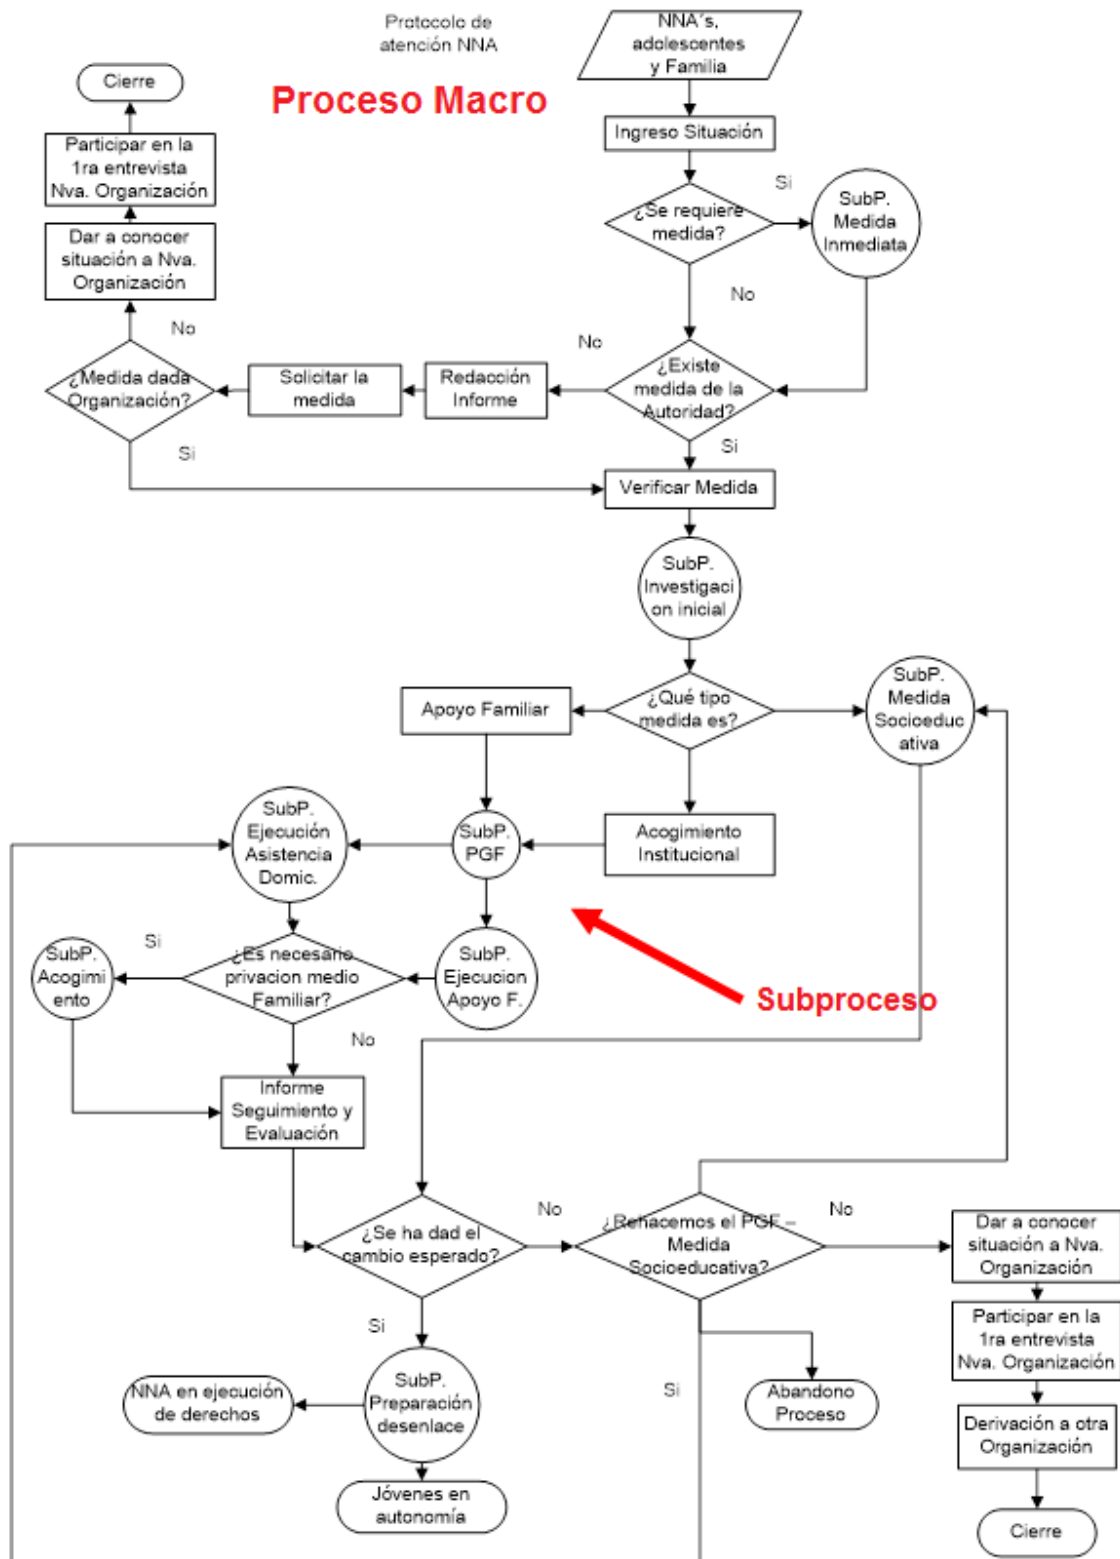 Protocolo de
atención NNA
NNA´s,
adolescentes
y Familia
Proceso Macro
Cierre
Participar en la
1ra entrevista
Nva. Organización
Dar a conocer
situación a Nva.
Organización
Ingreso Situación
Si
¿Se requiere
medida?
SubP.
Medida
Inmediata
No
No
No
¿Medida dada
Organización?
Solicitar la
medida
Redacción
Informe
¿Existe
medida de la
Autoridad?
Si
Si
Verificar Medida
SubP.
Investigaci
on inicial
Apoyo Familiar
¿Qué tipo
medida es?
SubP.
Medida
Socioeduc
ativa
SubP.
Ejecución
Asistencia
Domic.
SubP.
PGF
Acogimiento
Institucional
SubP.
Acogimi
ento
Si
¿Es necesario
privacion medio
Familiar?
SubP.
Ejecucion
Apoyo F.
Subproceso
No
Informe
Seguimiento y
Evaluación
¿Se ha dad el
cambio esperado?
No
¿Rehacemos el PGF –
Medida
Socioeducativa?
No
Dar a conocer
situación a Nva.
Organización
Participar en la
1ra entrevista
Nva. Organización
Si
SubP.
Preparación
desenlace
NNA en ejecución
de derechos
Si
Abandono
Proceso
Derivación a otra
Organización
Jóvenes en
autonomía
Cierre